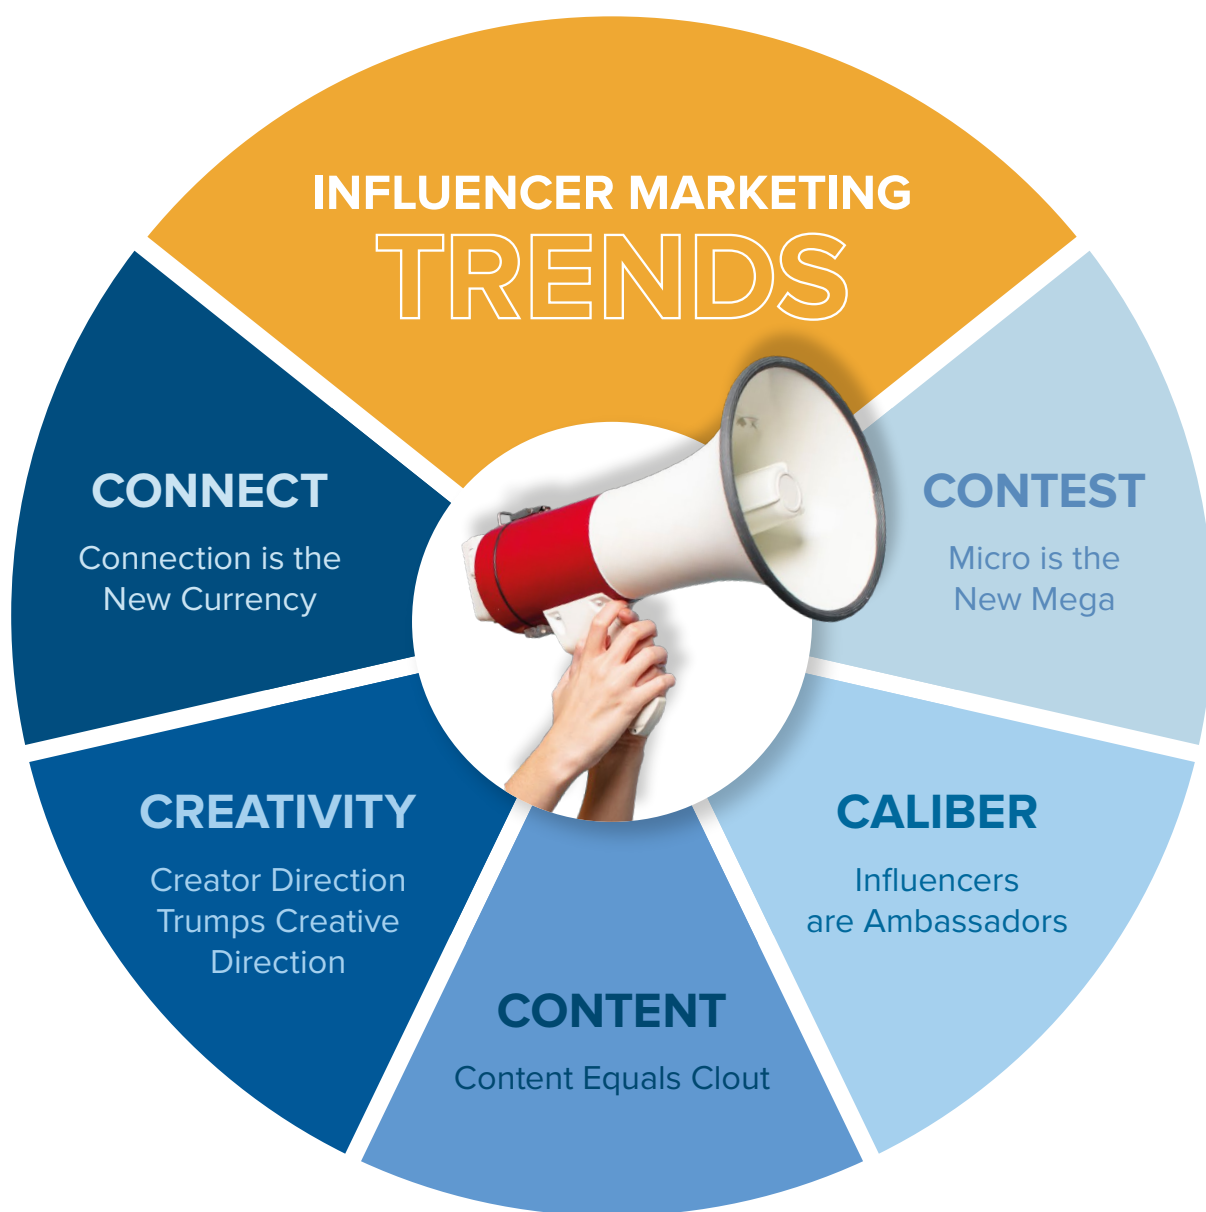 INFLUENCER MARKETING
TRENDS
CONNECT
Connection is the
New Currency
CONTEST
Micro is the
New Mega
CREATIVITY
Creator Direction
Trumps Creative
Direction
CALIBER
Influencers
are Ambassadors
CONTENT
Content Equals Clout